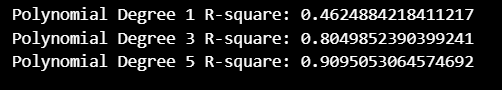 Polynomial Degree 1 R-square: 0.4624884218411217
Polynomial Degree 3 R-square: 0.8049852390399241
Polynomial Degree 5 R-square: 0.9095053064574692